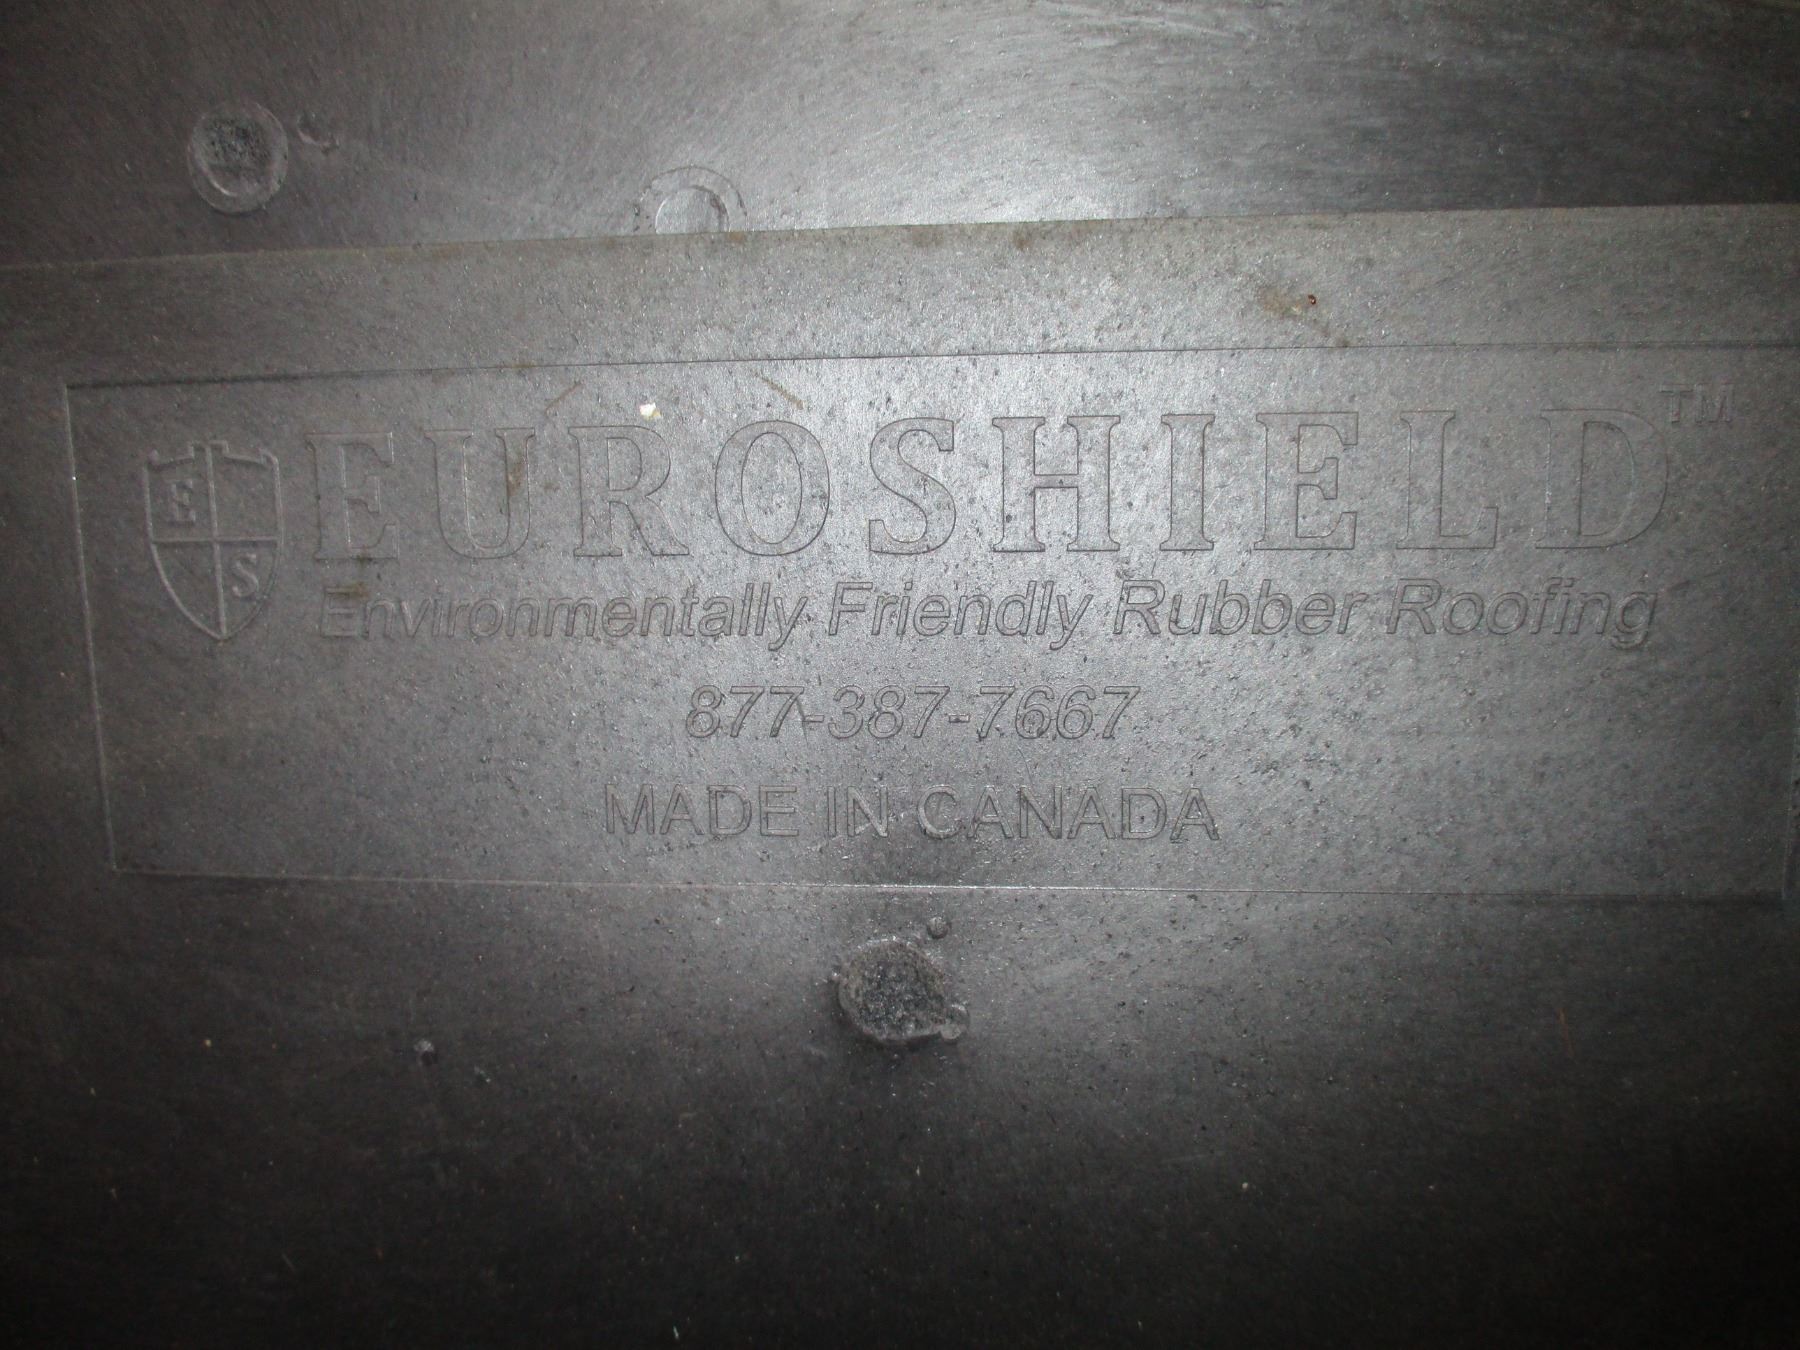 E
S
EUROSHIELD™
Environmentally Friendly Rubber Roofing
877-387-7667
MADE IN CANADA